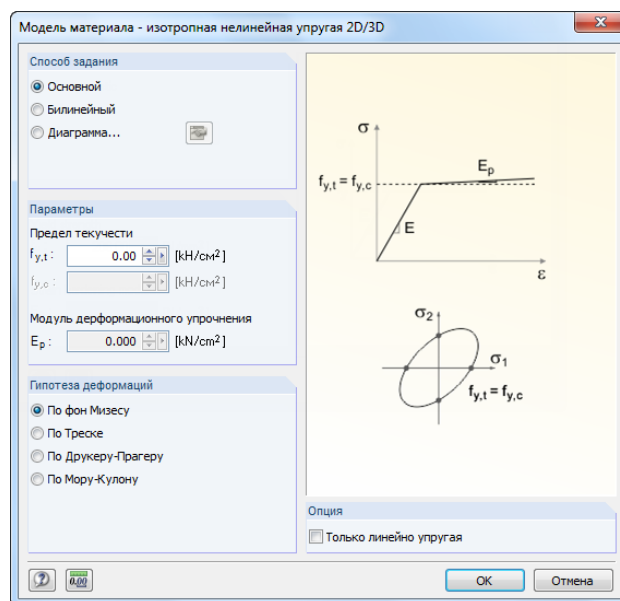 Модель материала - изотропная нелинейная упругая 2D/3D
Способ задания
Основной
Билинейный
Диаграмма...
Параметры
Предел текучести
fy,t : 0.00 [kH/см²]
fy,c : [kH/см²]
Модуль дерформационного упрочнения
Ep : 0.000 [kN/cm²]
Гипотеза деформаций
По фон Мизесу
По Треске
По Друкеру-Прагеру
По Мору-Кулону
σ
Ep
fy,t = fy,c
E
ε
σ2
σ1
fy,t = fy,c
Опция
Только линейно упругая
0.00
OK
Отмена